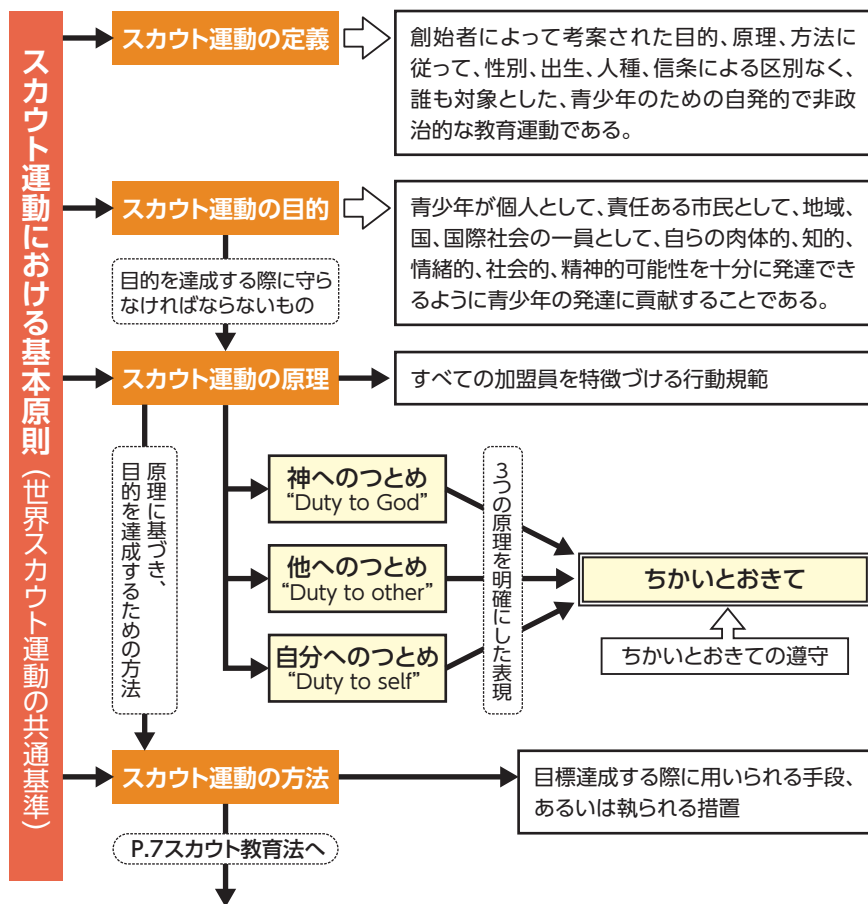 スカウト運動における基本原則(世界スカウト運動の共通基準)
スカウト運動の定義
創始者によって考案された目的、原理、方法に
従って、性別、出生、人種、信条による区別なく、
誰も対象とした、青少年のための自発的で非政
治的な教育運動である。
スカウト運動の目的
青少年が個人として、責任ある市民として、地域、
国、国際社会の一員として、自らの肉体的、知的、
情緒的、社会的、精神的可能性を十分に発達でき
るように青少年の発達に貢献することである。
目的を達成する際に守ら
なければならないもの
スカウト運動の原理
すべての加盟員を特徴づける行動規範
原理に基づき、
目的を達成するための方法
神へのつとめ
“Duty to God”
他へのつとめ
“Duty to other”
自分へのつとめ
“Duty to self”
3つの原理を明確にした表現
ちかいとおきて
ちかいとおきての遵守
スカウト運動の方法
目標達成する際に用いられる手段、
あるいは執られる措置
P.7スカウト教育法へ